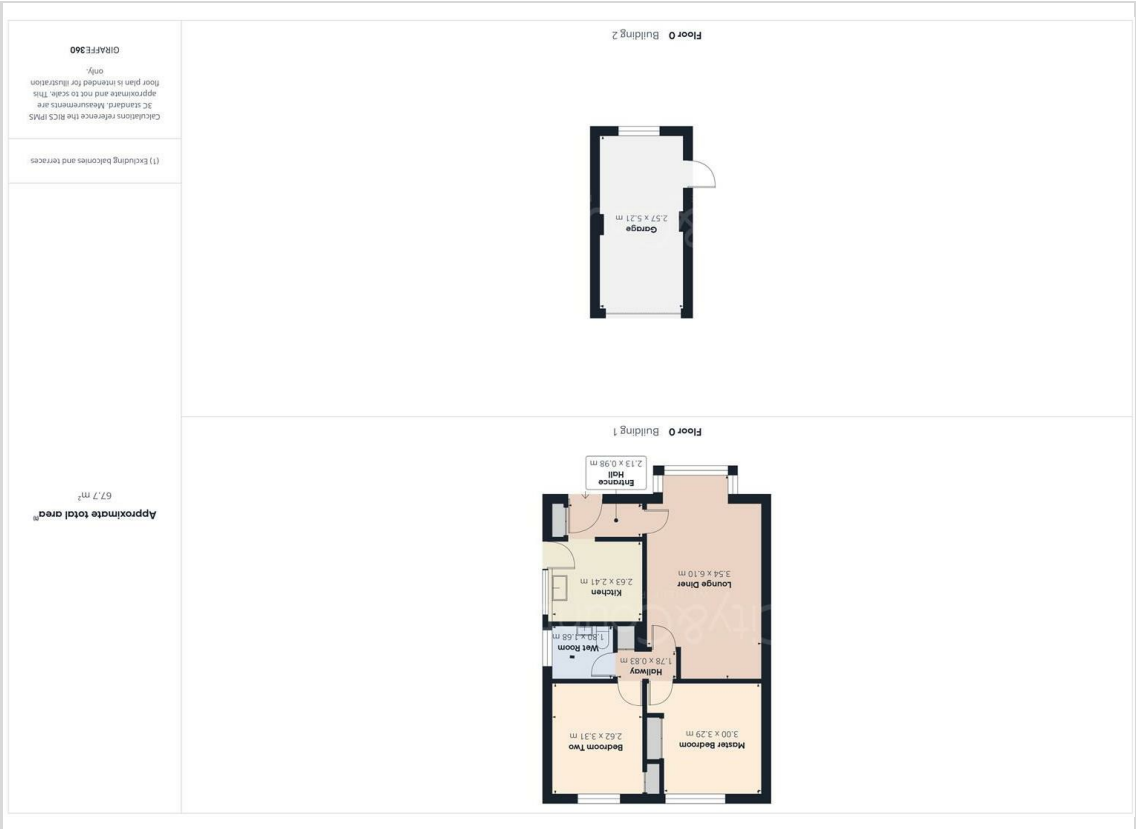 Master Bedroom
3.00 x 3.29 m
Bedroom Two
2.62 x 3.31 m
Hallway
1.78 x 0.83 m
Wet Room
1.80 x 1.68 m
Lounge Diner
3.54 x 6.10 m
Kitchen
2.63 x 2.41 m
Entrance
Hall
2.13 x 0.98 m
Floor 0 Building 1
Garage
2.57 x 5.21 m
Floor 0 Building 2
Approximate total area(1)
67.7 m²
(1) Excluding balconies and terraces
Calculations reference the RICS IPMS
3C standard. Measurements are
approximate and not to scale. This
floor plan is intended for illustration
only.
GIRAFFE360